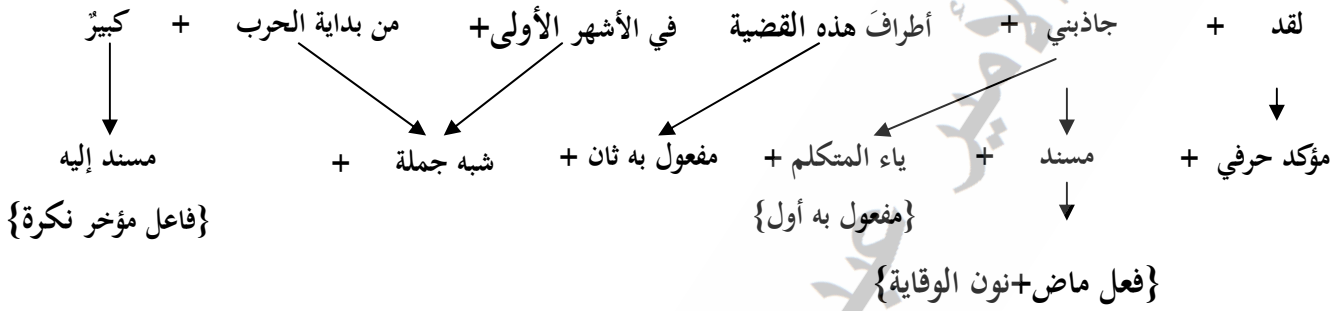 لقد + جاذبني + أطرافَ هذه القضية في الأشهر الأولى+ من بداية الحرب + كبيرٌ
مؤكد حرفي + مسند + ياء المتكلم + مفعول به ثان + شبه جملة + مسند إليه
{مفعول به أول} {فاعل مؤخر نكرة}
{فعل ماض+نون الوقاية}